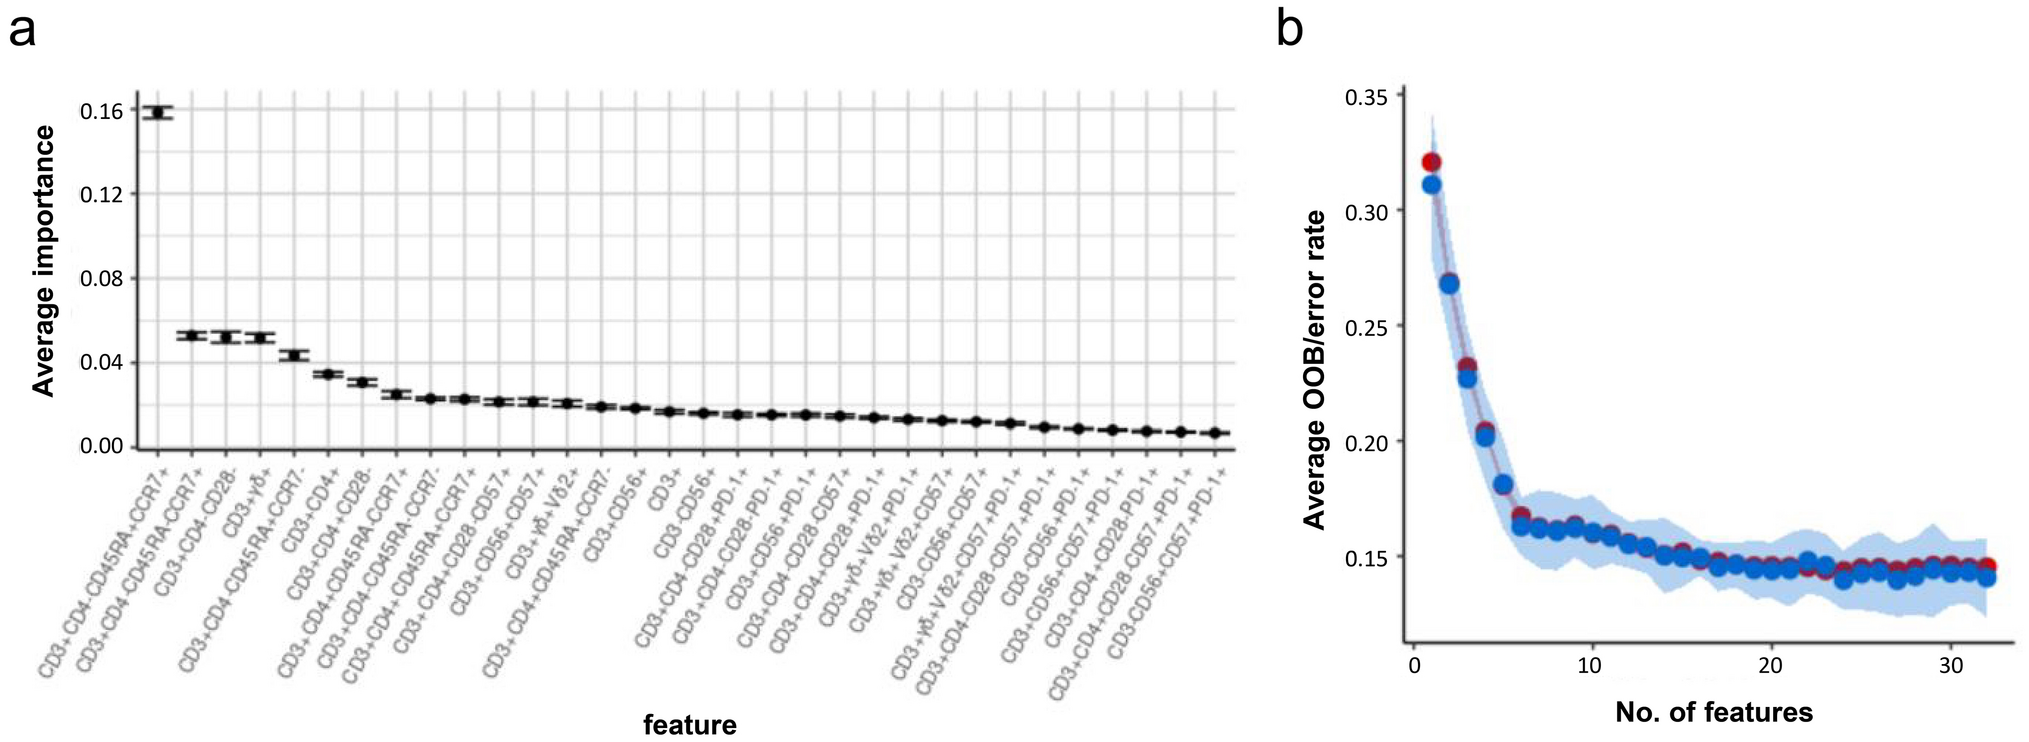 a
Average importance
0.16
0.12
0.08
0.04
0.00
CD3+CD4-CD45RA+CCR7+
CD3+CD4-CD45RA-CCR7+
CD3+CD4-CD28-
CD3+γδ+
CD3+CD4-CD45RA+CCR7-
CD3+CD4+
CD3+CD4+CD28-
CD3+CD4+CD45RA-CCR7+
CD3+CD4-CD45RA-CCR7-
CD3+CD4+ CD45RA+CCR7+
CD3+CD4-CD28-CD57+
CD3+ CD56+CD57+
CD3+γδ-Vδ2+
CD3+CD4+CD45RA+CCR7-
CD3+CD56+
CD3+
CD3-CD56+
CD3+CD4-CD28+PD-1+
CD3+CD4-CD28-PD-1+
CD3+CD56+PD-1+
CD3+CD4-CD28-CD57+
CD3+CD4+CD28+PD-1+
CD3+γδ+Vδ2+PD-1+
CD3+γδ+Vδ2+CD57+
CD3-CD56+CD57+
CD3+γδ+Vδ2+CD57+PD-1+
CD3+CD4-CD28-CD57+PD-1+
CD3-CD56+PD-1+
CD3+CD56+CD57+PD-1+
CD3+CD4+CD28-PD-1+
CD3+CD4+CD28-CD57+PD-1+
CD3-CD56+CD57+PD-1+
feature
b
Average OOB/error rate
0.35
0.30
0.25
0.20
0.15
0
10
20
30
No. of features